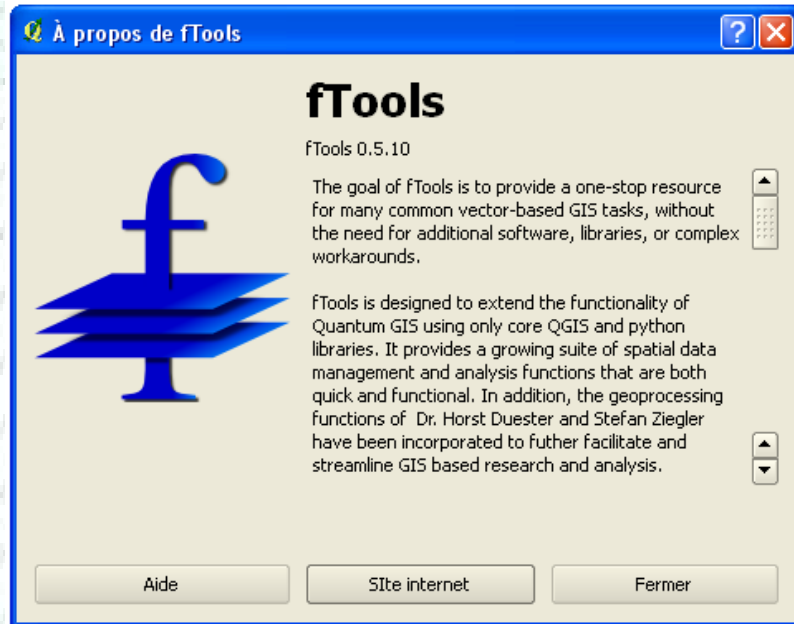 À propos de fTools
fTools
fTools 0.5.10
The goal of fTools is to provide a one-stop resource
for many common vector-based GIS tasks, without
the need for additional software, libraries, or complex
workarounds.
fTools is designed to extend the functionality of
Quantum GIS using only core QGIS and python
libraries. It provides a growing suite of spatial data
management and analysis functions that are both
quick and functional. In addition, the geoprocessing
functions of  Dr. Horst Duester and Stefan Ziegler
have been incorporated to futher facilitate and
streamline GIS based research and analysis.
Aide
SIte internet
Fermer